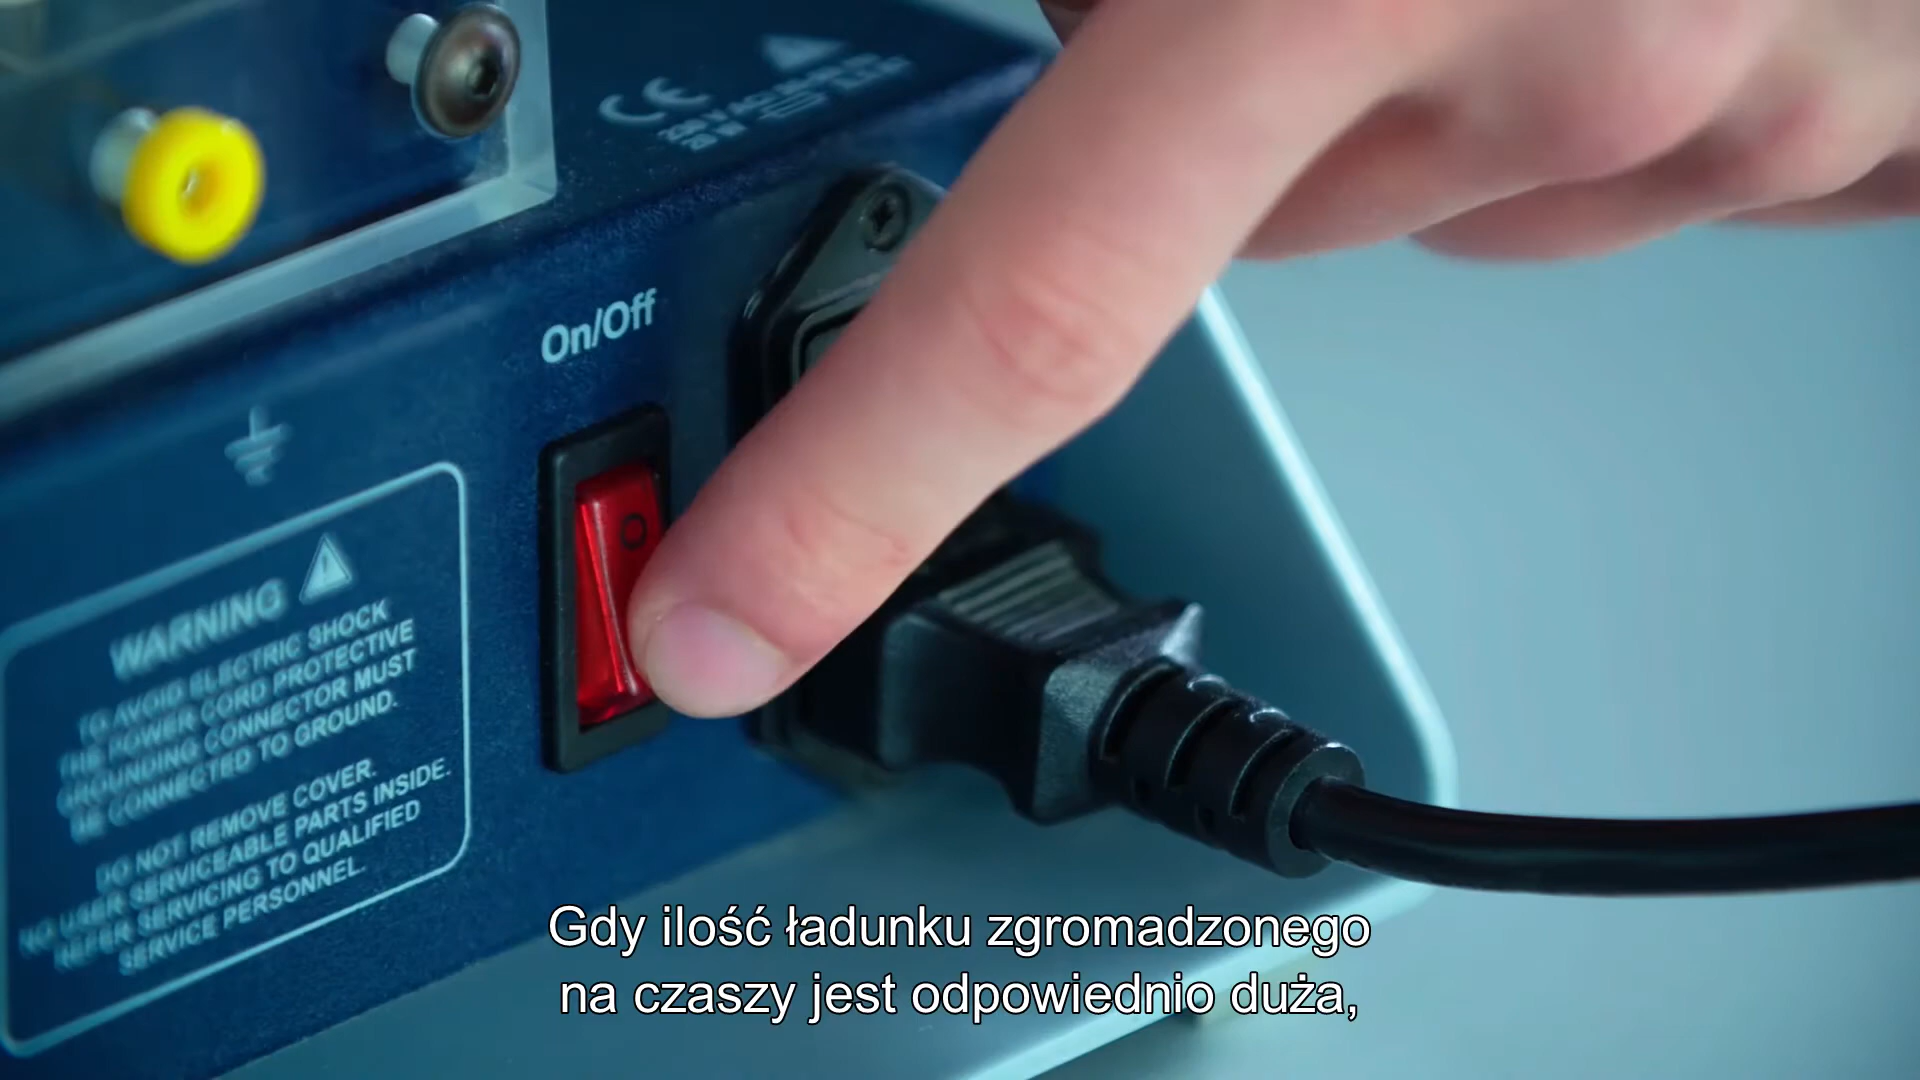 CE
On/Off
O
WARNING
TO AVOID ELECTRIC SHOCK
THE POWER CORD PROTECTIVE
GROUNDING CONNECTOR MUST
BE CONNECTED TO GROUND.
DO NOT REMOVE COVER.
NO USER SERVICEABLE PARTS INSIDE.
REFER SERVICING TO QUALIFIED
SERVICE PERSONNEL.
Gdy ilość ładunku zgromadzonego
na czaszy jest odpowiednio duża,